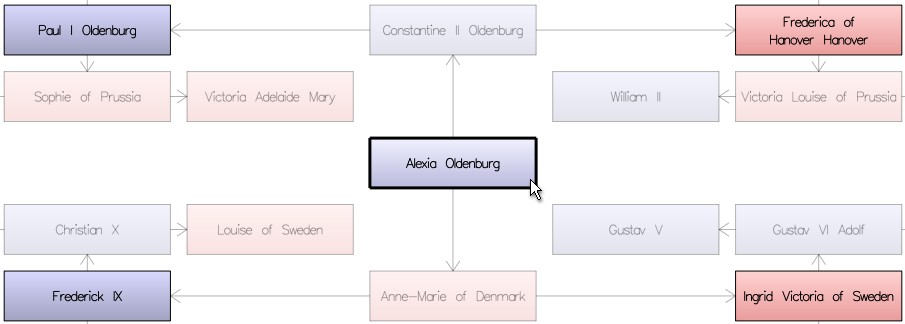 Paul I Oldenburg
Constantine II Oldenburg
Frederica of
Hanover Hanover
Sophie of Prussia
Victoria Adelaide Mary
William II
Victoria Louise of Prussia
Alexia Oldenburg
Christian X
Louise of Sweden
Gustav V
Gustav VI Adolf
Frederick IX
Anne-Marie of Denmark
Ingrid Victoria of Sweden